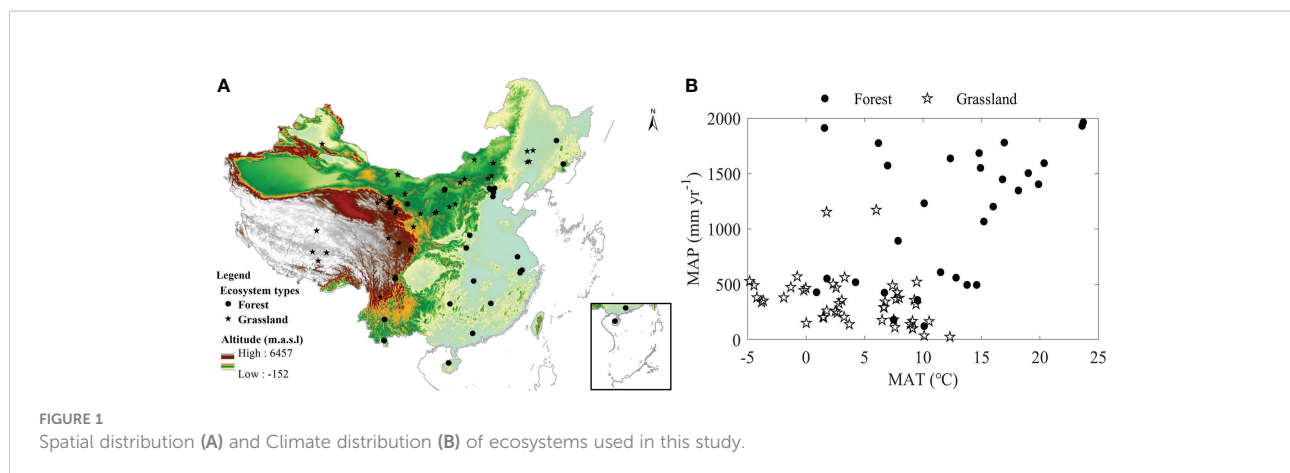 A
N
Legend
Ecosystem types
Forest
Grassland
Altitude (m.a.s.l)
High : 6457
Low : -152
B
Forest Grassland
2000
1500
1000
500
0
MAP (mm yr⁻¹)
-5 0 5 10 15 20 25
MAT (℃)
FIGURE 1
Spatial distribution (A) and Climate distribution (B) of ecosystems used in this study.